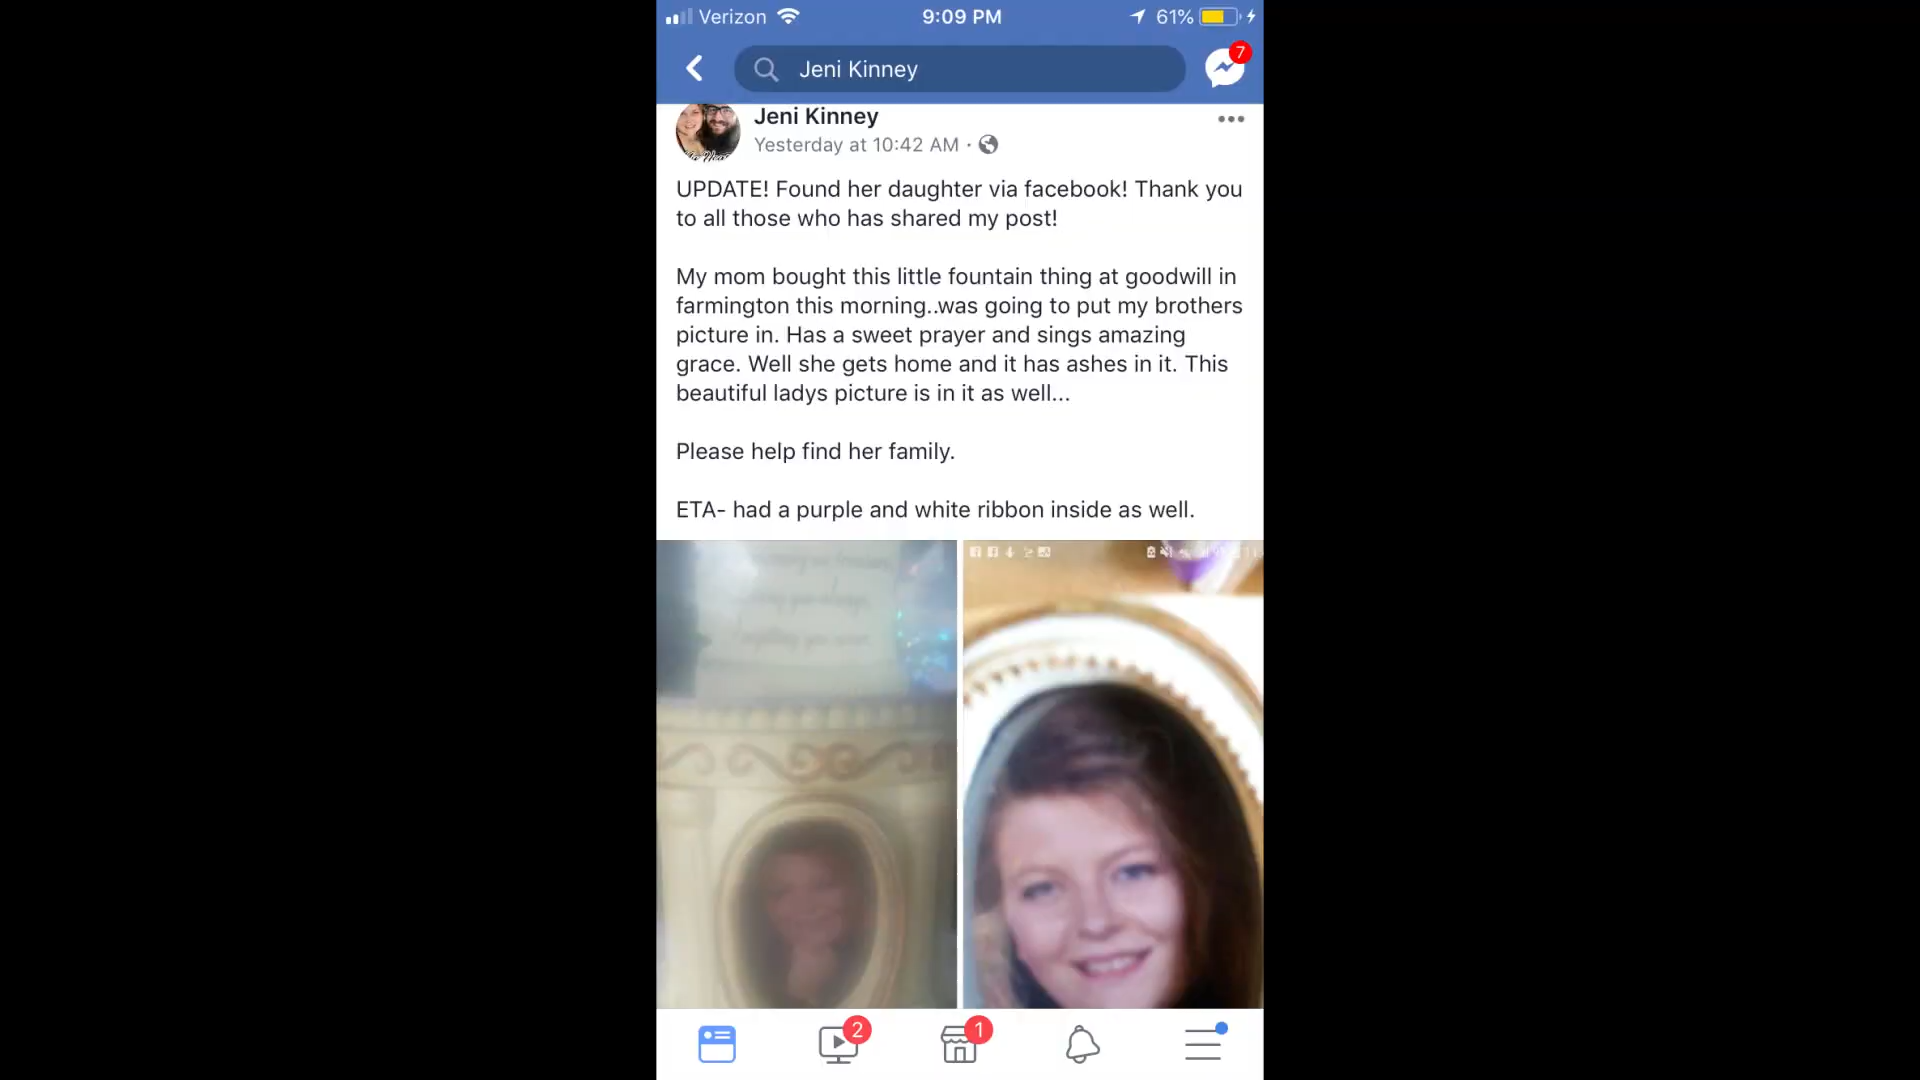 Verizon 9:09 PM 61%
Jeni Kinney 7
Jeni Kinney
Yesterday at 10:42 AM ·
UPDATE! Found her daughter via facebook! Thank you
to all those who has shared my post!
My mom bought this little fountain thing at goodwill in
farmington this morning..was going to put my brothers
picture in. Has a sweet prayer and sings amazing
grace. Well she gets home and it has ashes in it. This
beautiful ladys picture is in it as well...
Please help find her family.
ETA- had a purple and white ribbon inside as well.
2 1